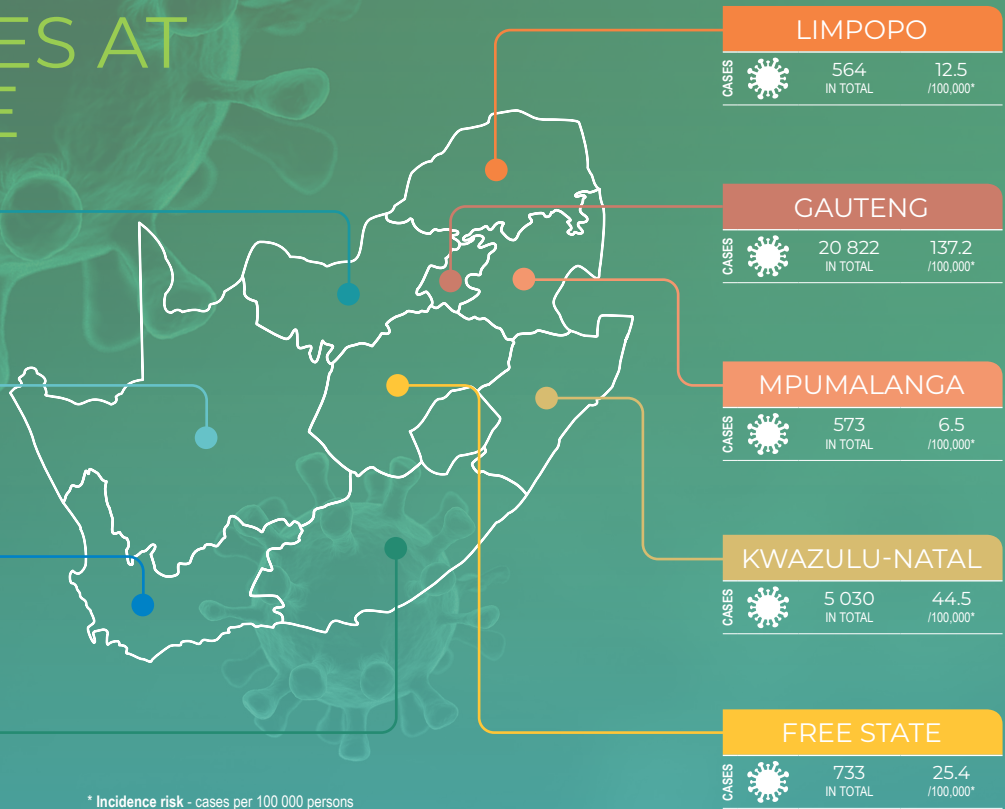 ES AT
E
LIMPOPO
CASES
564 12.5
IN TOTAL /100,000*
GAUTENG
CASES
20 822 137.2
IN TOTAL /100,000*
MPUMALANGA
CASES
573 6.5
IN TOTAL /100,000*
KWAZULU-NATAL
CASES
5 030 44.5
IN TOTAL /100,000*
FREE STATE
CASES
733 25.4
IN TOTAL /100,000*
* Incidence risk - cases per 100 000 persons